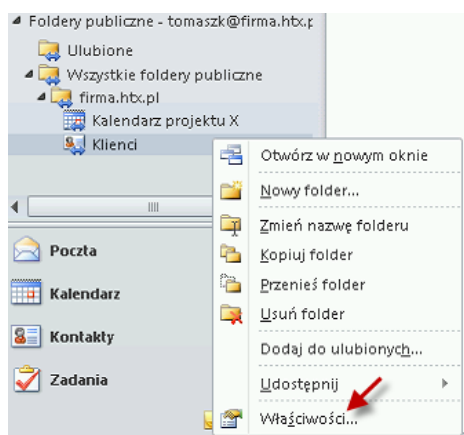 Foldery publiczne - tomaszk@firma.htx.p
Ulubione
Wszystkie foldery publiczne
firma.htx.pl
Kalendarz projektu X
Klienci
Otwórz w nowym oknie
Nowy folder...
Zmień nazwę folderu
Kopiuj folder
Przenieś folder
Usuń folder
Dodaj do ulubionych...
Udostępnij
Właściwości...
Poczta
Kalendarz
Kontakty
Zadania